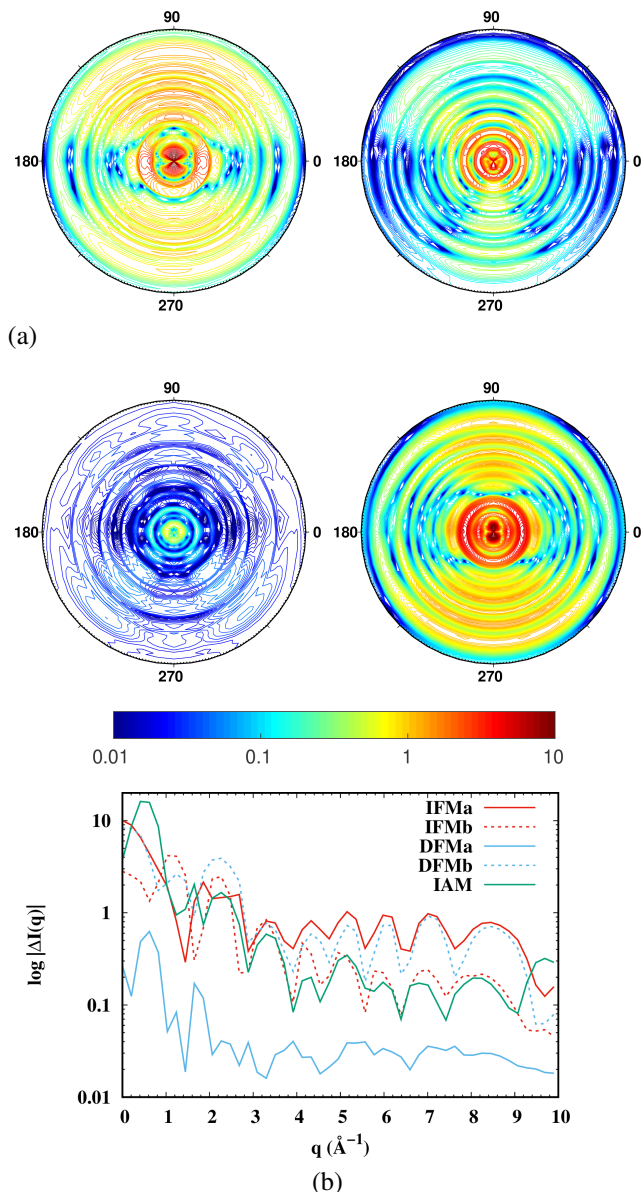 90 90
180 0 180 0
270 270
(a)
90 90
180 0 180 0
270 270
0.01 0.1 1 10
10
1
0.1
0.01
log |ΔI(q)|
IFMa
IFMb
DFMa
DFMb
IAM
0 1 2 3 4 5 6 7 8 9 10
q (Å⁻¹)
(b)